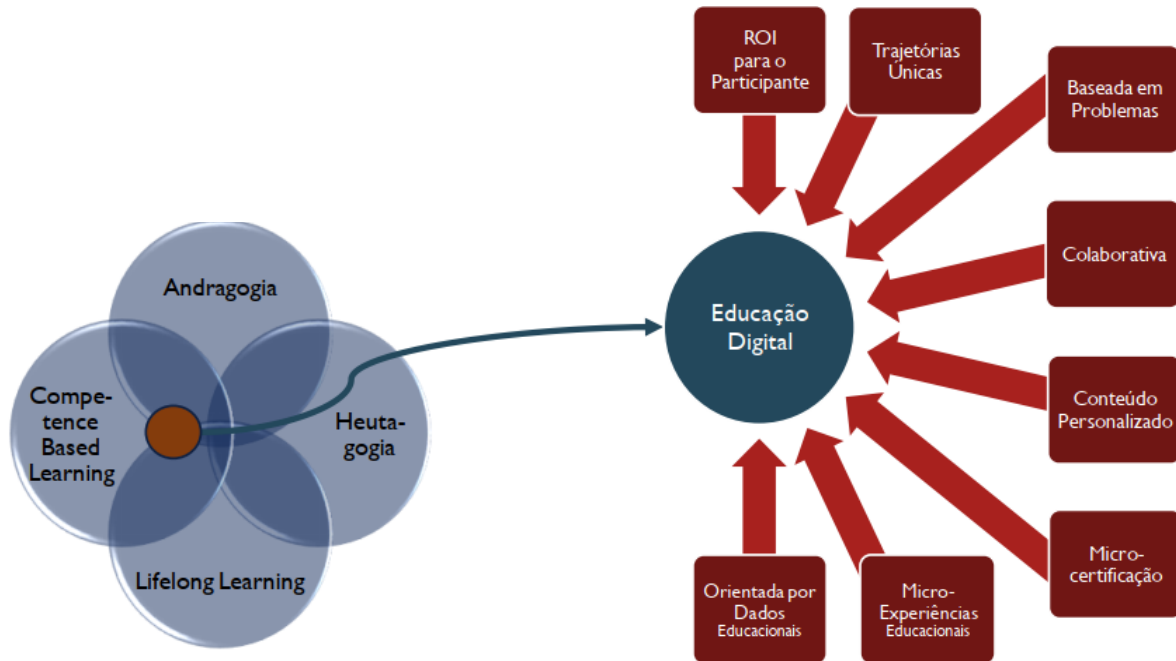 Andragogia
Compe-
tence
Based
Learning
Heuta-
gogia
Lifelong Learning
Educação
Digital
ROI
para o
Participante
Trajetórias
Únicas
Baseada em
Problemas
Colaborativa
Conteúdo
Personalizado
Micro-
certificação
Micro-
Experiências
Educacionais
Orientada por
Dados
Educacionais